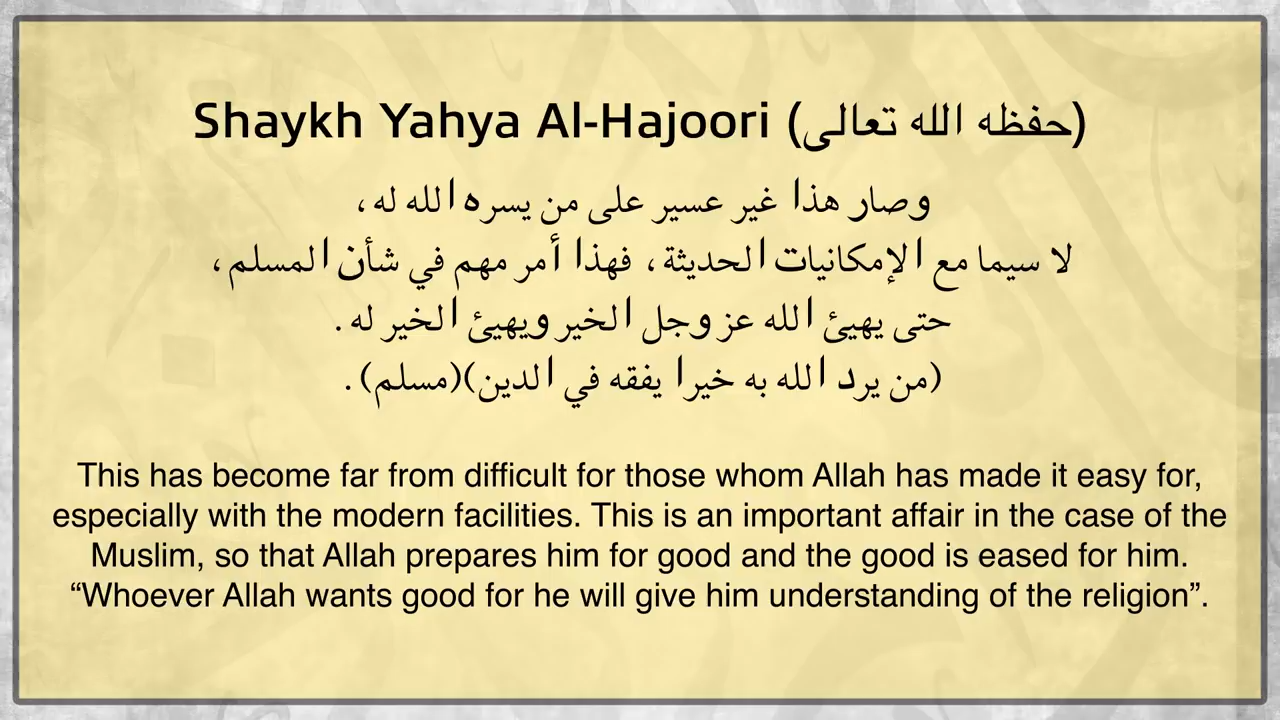 Shaykh Yahya Al-Hajoori (حفظه الله تعالى)
وصار هذا غير عسير على من يسره الله له،
لا سيما مع الإمكانيات الحديثة، فهذا أمر مهم في شأن المسلم،
حتى يهيئ الله عز وجل الخير ويهيئ الخير له.
(من يرد الله به خيرا يفقه في الدين)(مسلم).
This has become far from difficult for those whom Allah has made it easy for,
especially with the modern facilities. This is an important affair in the case of the
Muslim, so that Allah prepares him for good and the good is eased for him.
“Whoever Allah wants good for he will give him understanding of the religion”.